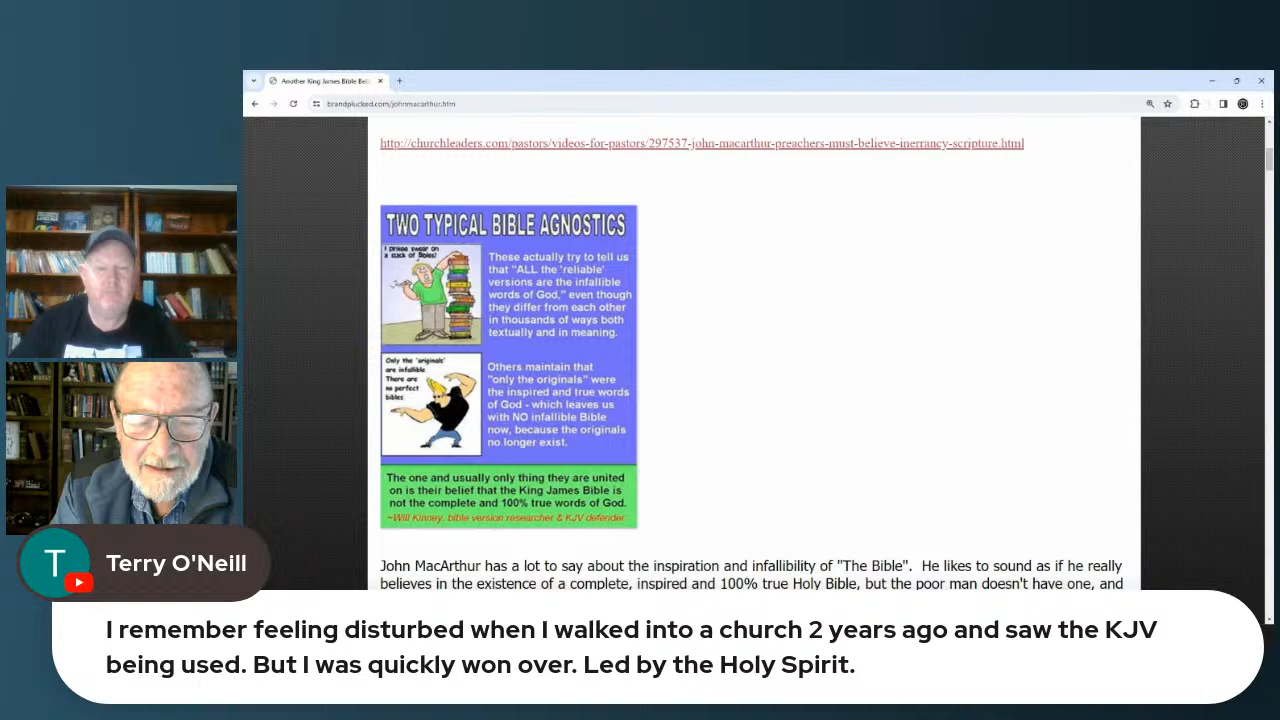 Another King James Bible Beli
brandplucked.com/johnmacarthur.htm
http://churchleaders.com/pastors/videos-for-pastors/297537-john-macarthur-preachers-must-believe-inerrancy-scripture.html
TWO TYPICAL BIBLE AGNOSTICS
I pinkee swear on
a stack of Bibles!
These actually try to tell us
that "ALL the 'reliable'
versions are the infallible
words of God," even though
they differ from each other
in thousands of ways both
textually and in meaning.
Only the 'originals'
are infallible.
There are
no perfect
bibles.
Others maintain that
"only the originals" were
the inspired and true words
of God - which leaves us
with NO infallible Bible
now, because the originals
no longer exist.
The one and usually only thing they are united
on is their belief that the King James Bible is
not the complete and 100% true words of God.
~Will Kinney, bible version researcher & KJV defender
John MacArthur has a lot to say about the inspiration and infallibility of "The Bible". He likes to sound as if he really
believes in the existence of a complete, inspired and 100% true Holy Bible, but the poor man doesn't have one, and
T
Terry O'Neill
I remember feeling disturbed when I walked into a church 2 years ago and saw the KJV
being used. But I was quickly won over. Led by the Holy Spirit.